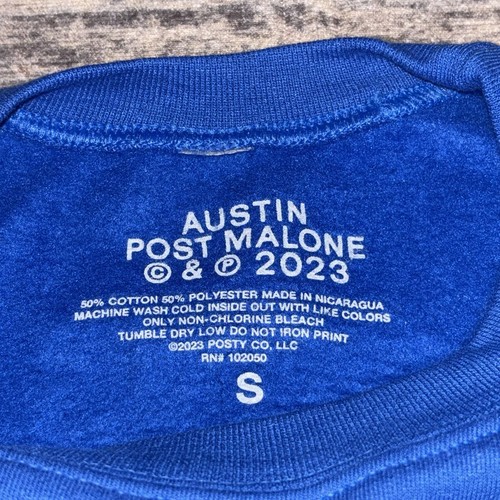 AUSTIN
POST MALONE
© & ℗ 2023
50% COTTON 50% POLYESTER MADE IN NICARAGUA
MACHINE WASH COLD INSIDE OUT WITH LIKE COLORS
ONLY NON-CHLORINE BLEACH
TUMBLE DRY LOW DO NOT IRON PRINT
©2023 POSTY CO, LLC
RN# 102050
S